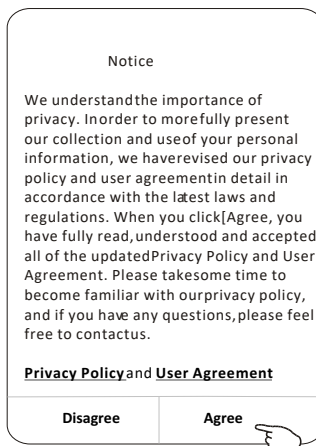 Notice
We understandthe importance of
privacy. Inorder to morefully present
our collection and useof your personal
information, we haverevised our privacy
policy and user agreementin detail in
accordance with the latest laws and
regulations. When you click[Agree, you
have fully read,understood and accepted
all of the updatedPrivacy Policy and User
Agreement. Please takesome time to
become familiar with ourprivacy policy,
and if you have any questions,please feel
free to contactus.
Privacy Policy and User Agreement
Disagree Agree